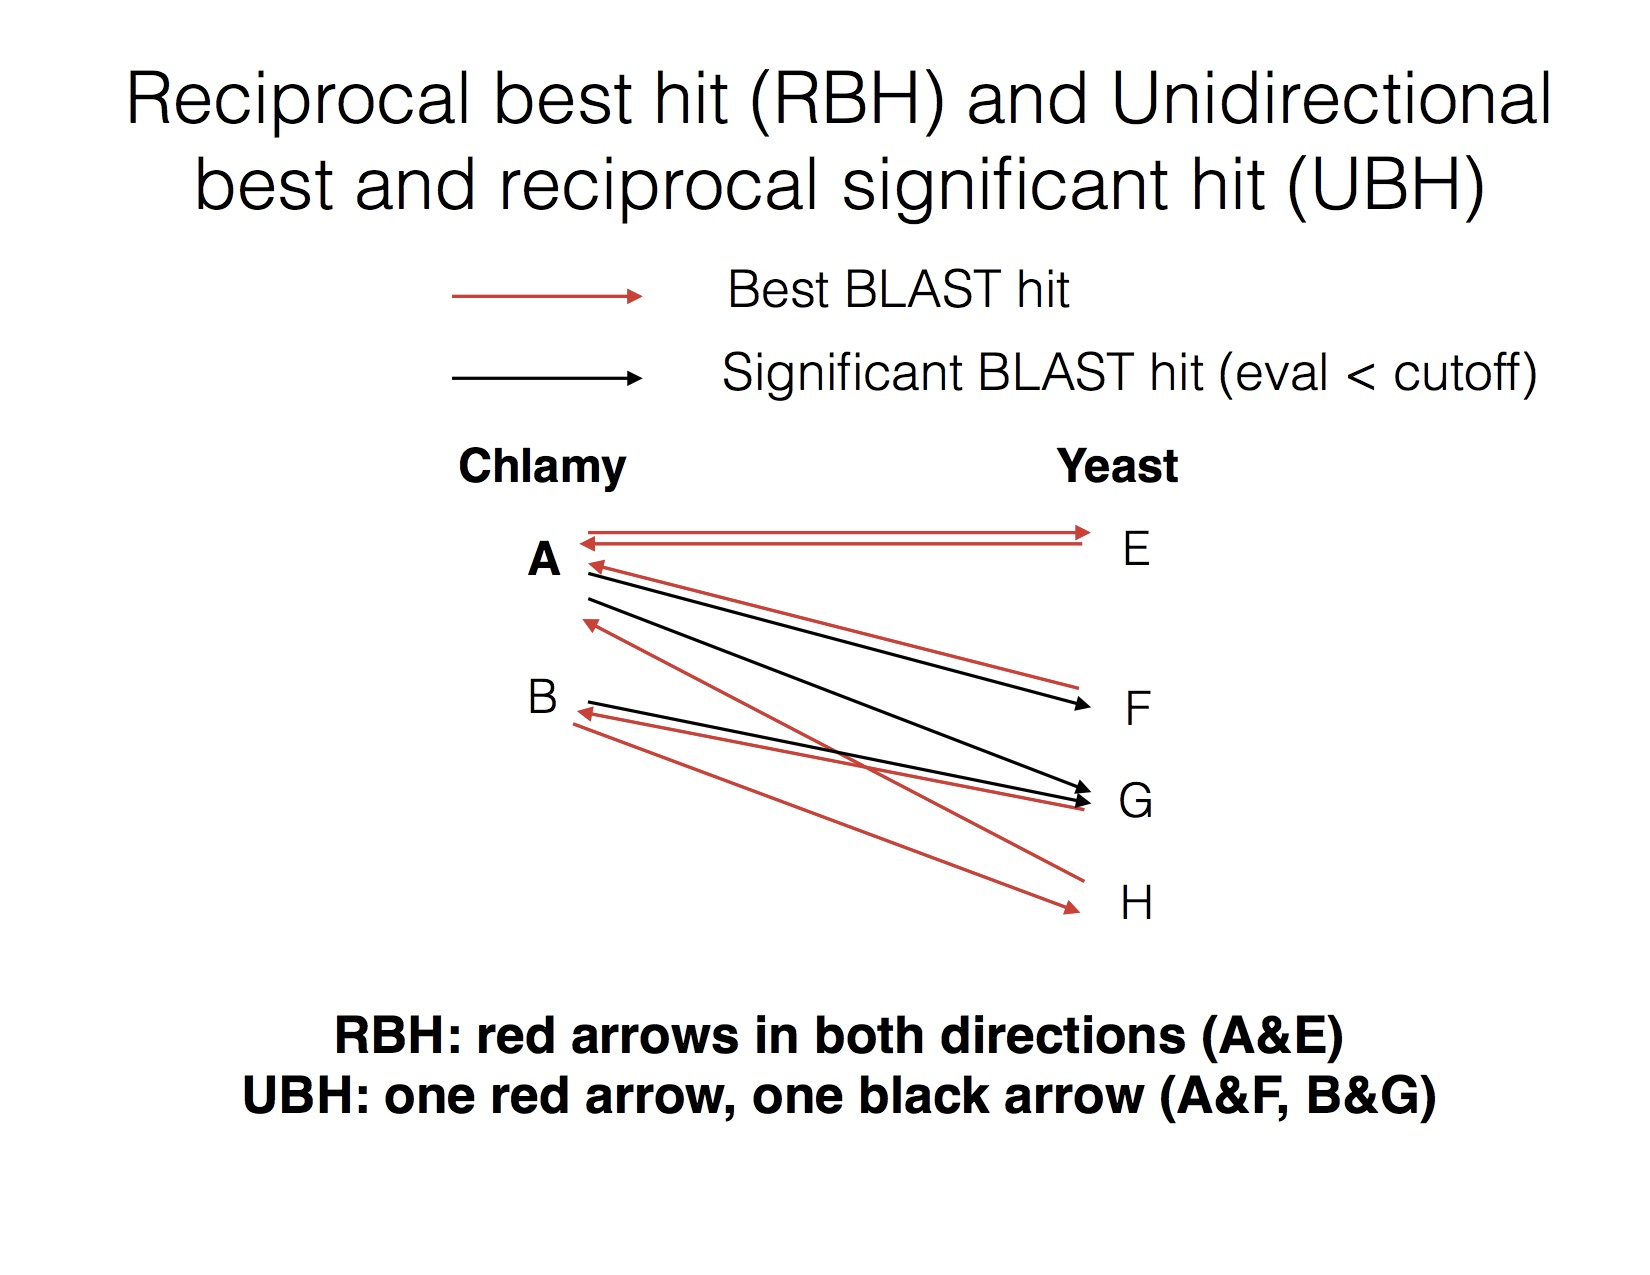 Reciprocal best hit (RBH) and Unidirectional
best and reciprocal significant hit (UBH)
Best BLAST hit
Significant BLAST hit (eval < cutoff)
Chlamy Yeast
A E
B F
G
H
RBH: red arrows in both directions (A&E)
UBH: one red arrow, one black arrow (A&F, B&G)